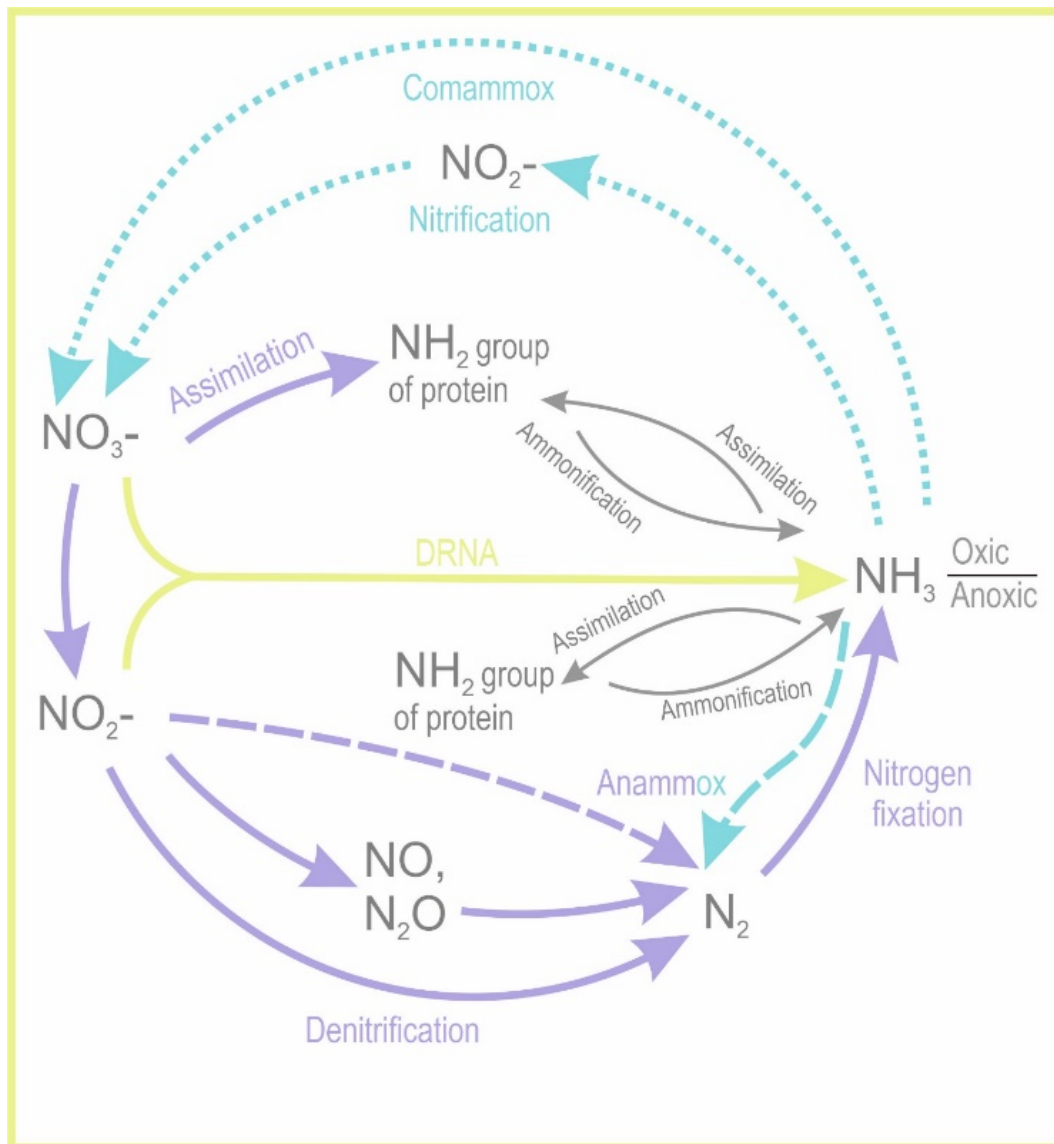 Comammox
NO₂-
Nitrification
Assimilation
NH₂ group
of protein
NO₃-
Ammonification
Assimilation
DRNA
NH₃
Oxic
Anoxic
Assimilation
NH₂ group
of protein
Ammonification
NO₂-
Anammox
Nitrogen
fixation
NO,
N₂O
N₂
Denitrification